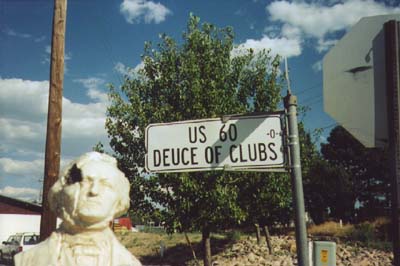 US 60 -0-
DEUCE OF CLUBS